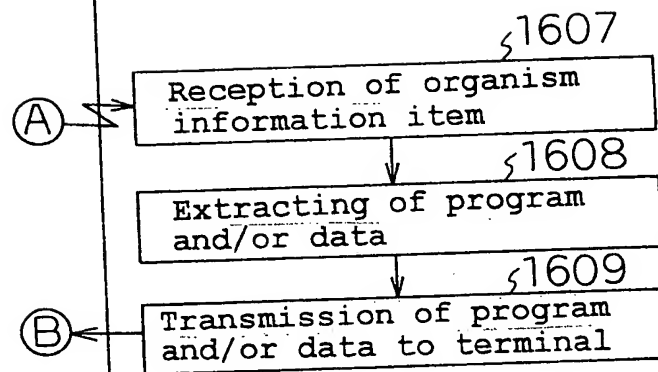 1607
Reception of organism
information item
A
1608
Extracting of program
and/or data
1609
B
Transmission of program
and/or data to terminal